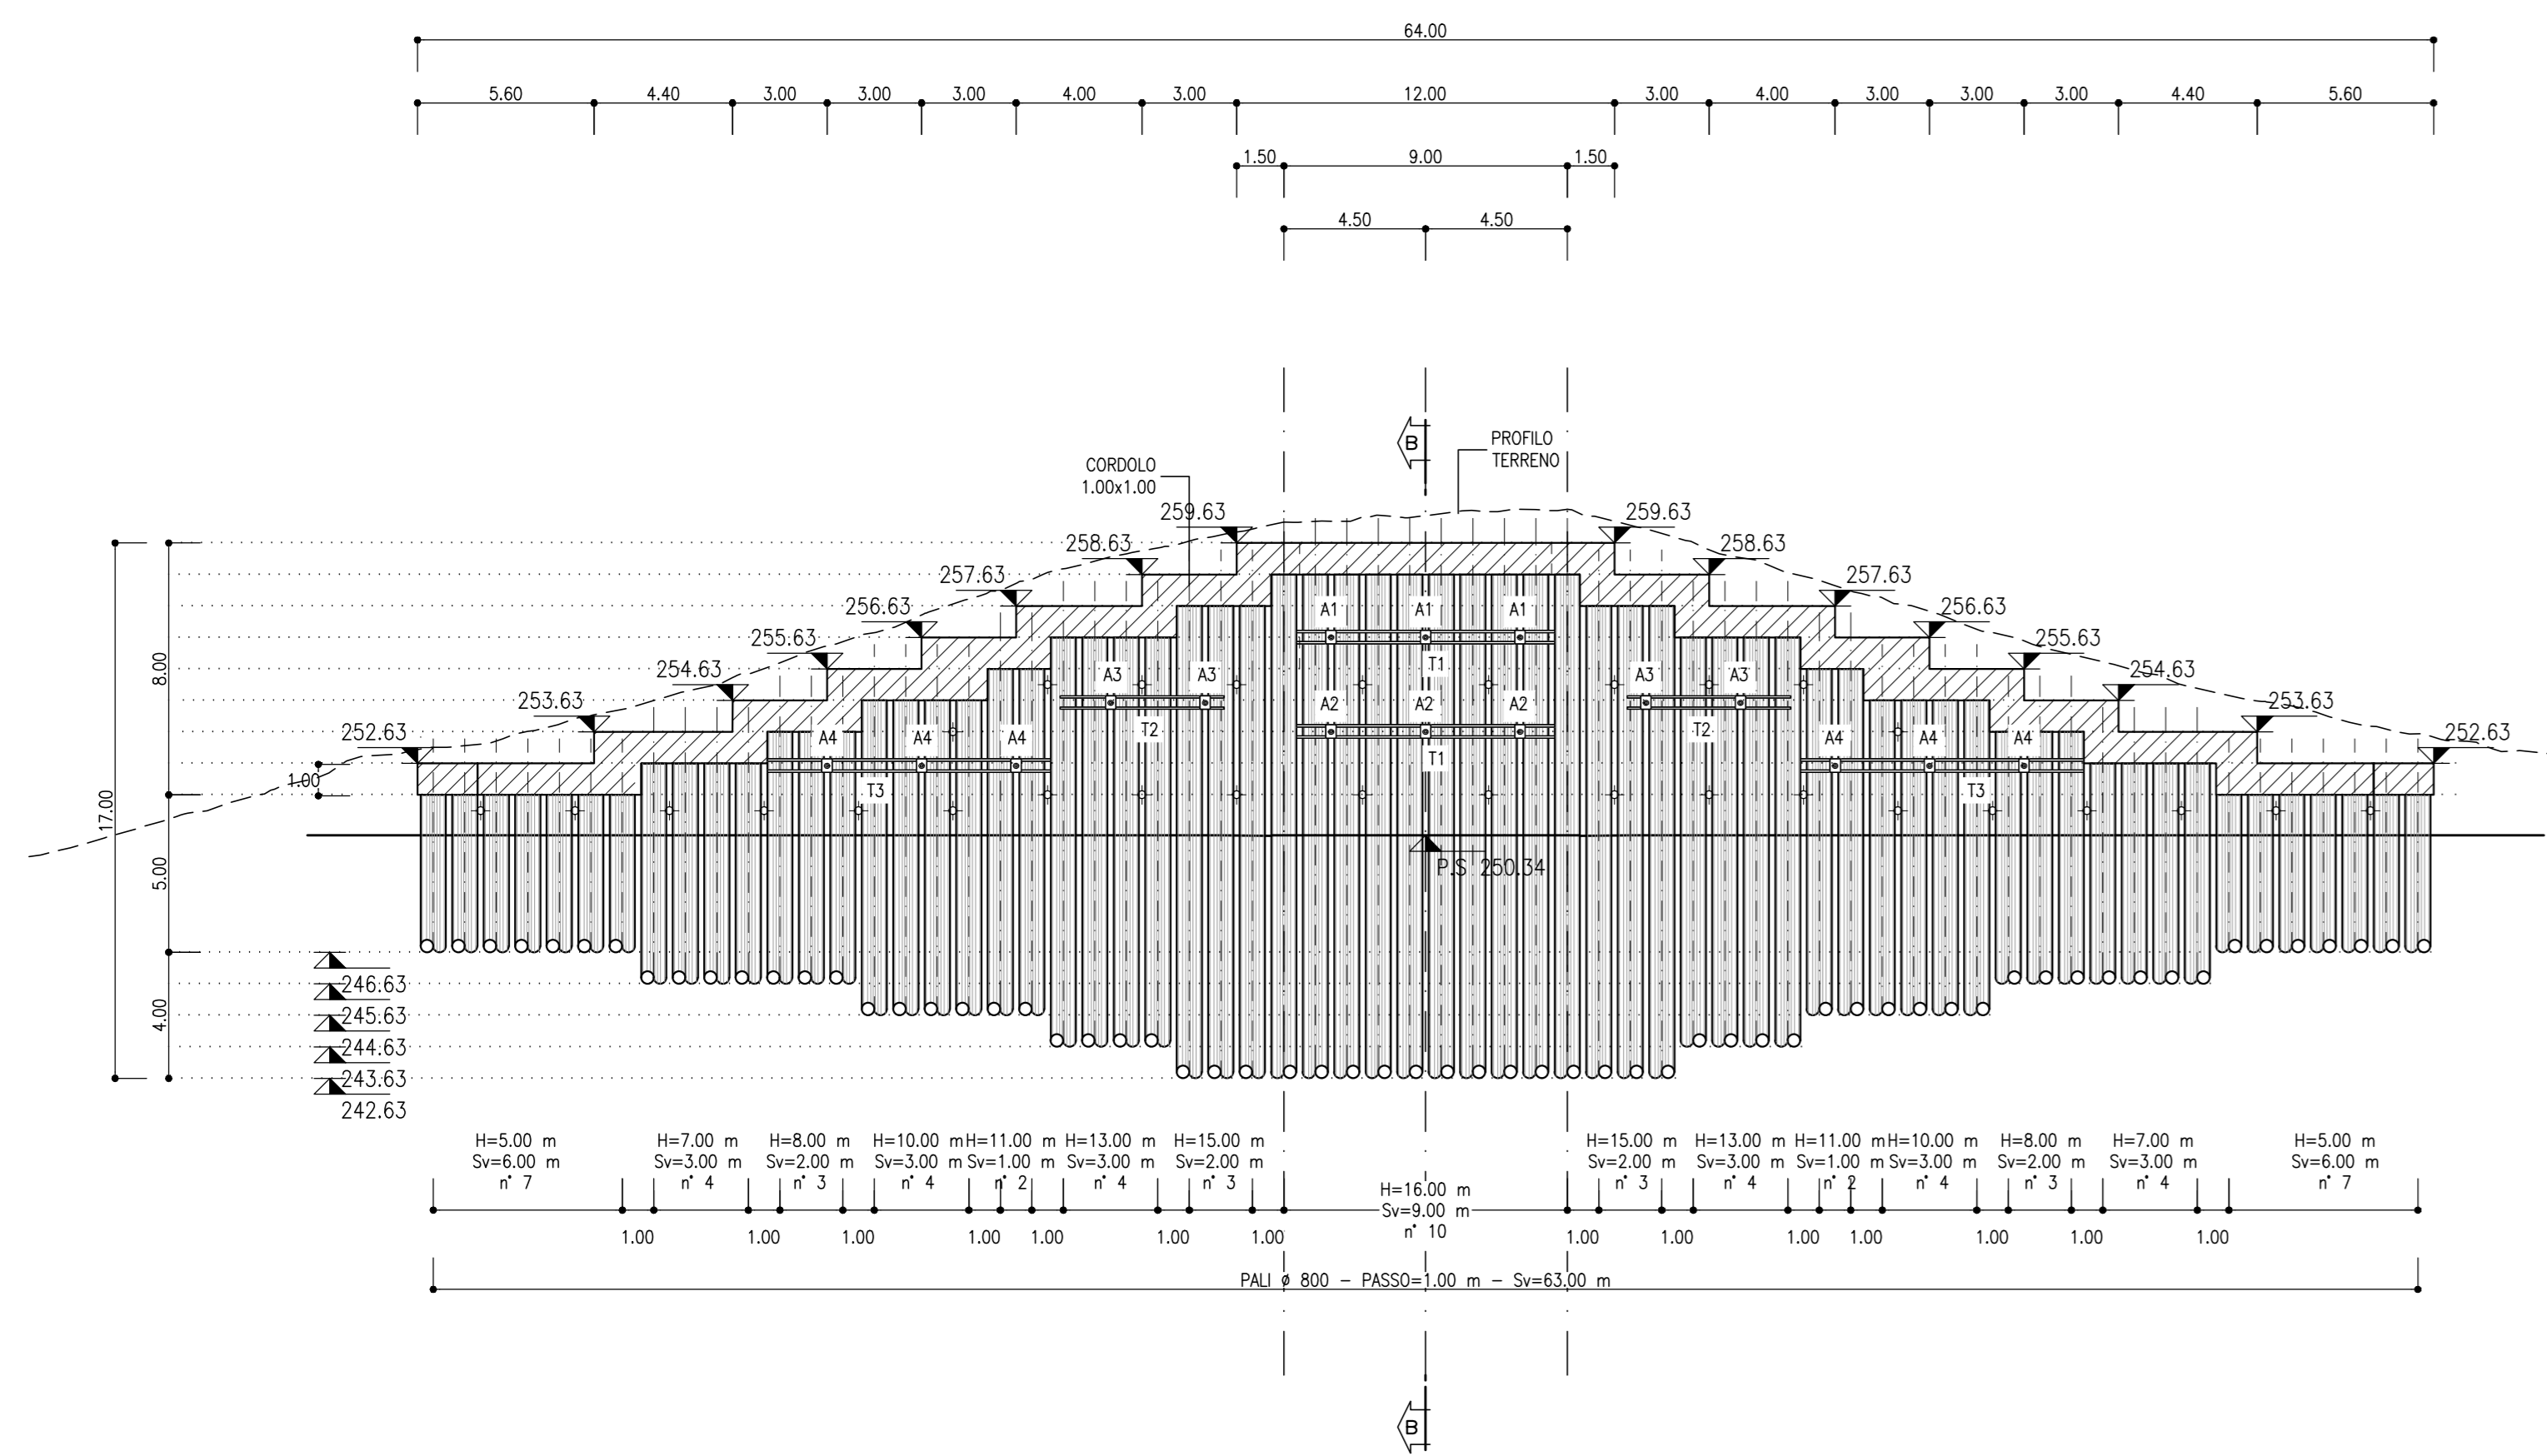 64.00
5.60 4.40 3.00 3.00 3.00 4.00 3.00 12.00 3.00 4.00 3.00 3.00 3.00 4.40 5.60
1.50 9.00 1.50
4.50 4.50
B
PROFILO
TERRENO
CORDOLO
1.00x1.00
259.63 259.63
258.63 258.63
257.63 257.63
256.63 256.63
255.63 255.63
254.63 254.63
253.63 253.63
252.63 252.63
A1 A1 A1
T1
A3 A3 A3 A3
A2 A2 A2
T2 T2
A4 A4 A4 A4 A4 A4
T1
T3 T3
1.00
8.00
17.00
5.00
4.00
P.S 250.34
246.63
245.63
244.63
243.63
242.63
H=5.00 m H=7.00 m H=8.00 m H=10.00 m H=11.00 m H=13.00 m H=15.00 m H=15.00 m H=13.00 m H=11.00 m H=10.00 m H=8.00 m H=7.00 m H=5.00 m
Sv=6.00 m Sv=3.00 m Sv=2.00 m Sv=3.00 m Sv=1.00 m Sv=3.00 m Sv=2.00 m Sv=2.00 m Sv=3.00 m Sv=1.00 m Sv=3.00 m Sv=2.00 m Sv=3.00 m Sv=6.00 m
n° 7 n° 4 n° 3 n° 4 n° 2 n° 4 n° 3 n° 3 n° 4 n° 2 n° 4 n° 3 n° 4 n° 7
H=16.00 m
Sv=9.00 m
n° 10
1.00 1.00 1.00 1.00 1.00 1.00 1.00 1.00 1.00 1.00 1.00 1.00 1.00 1.00
PALI ø 800 - PASSO=1.00 m - Sv=63.00 m
B